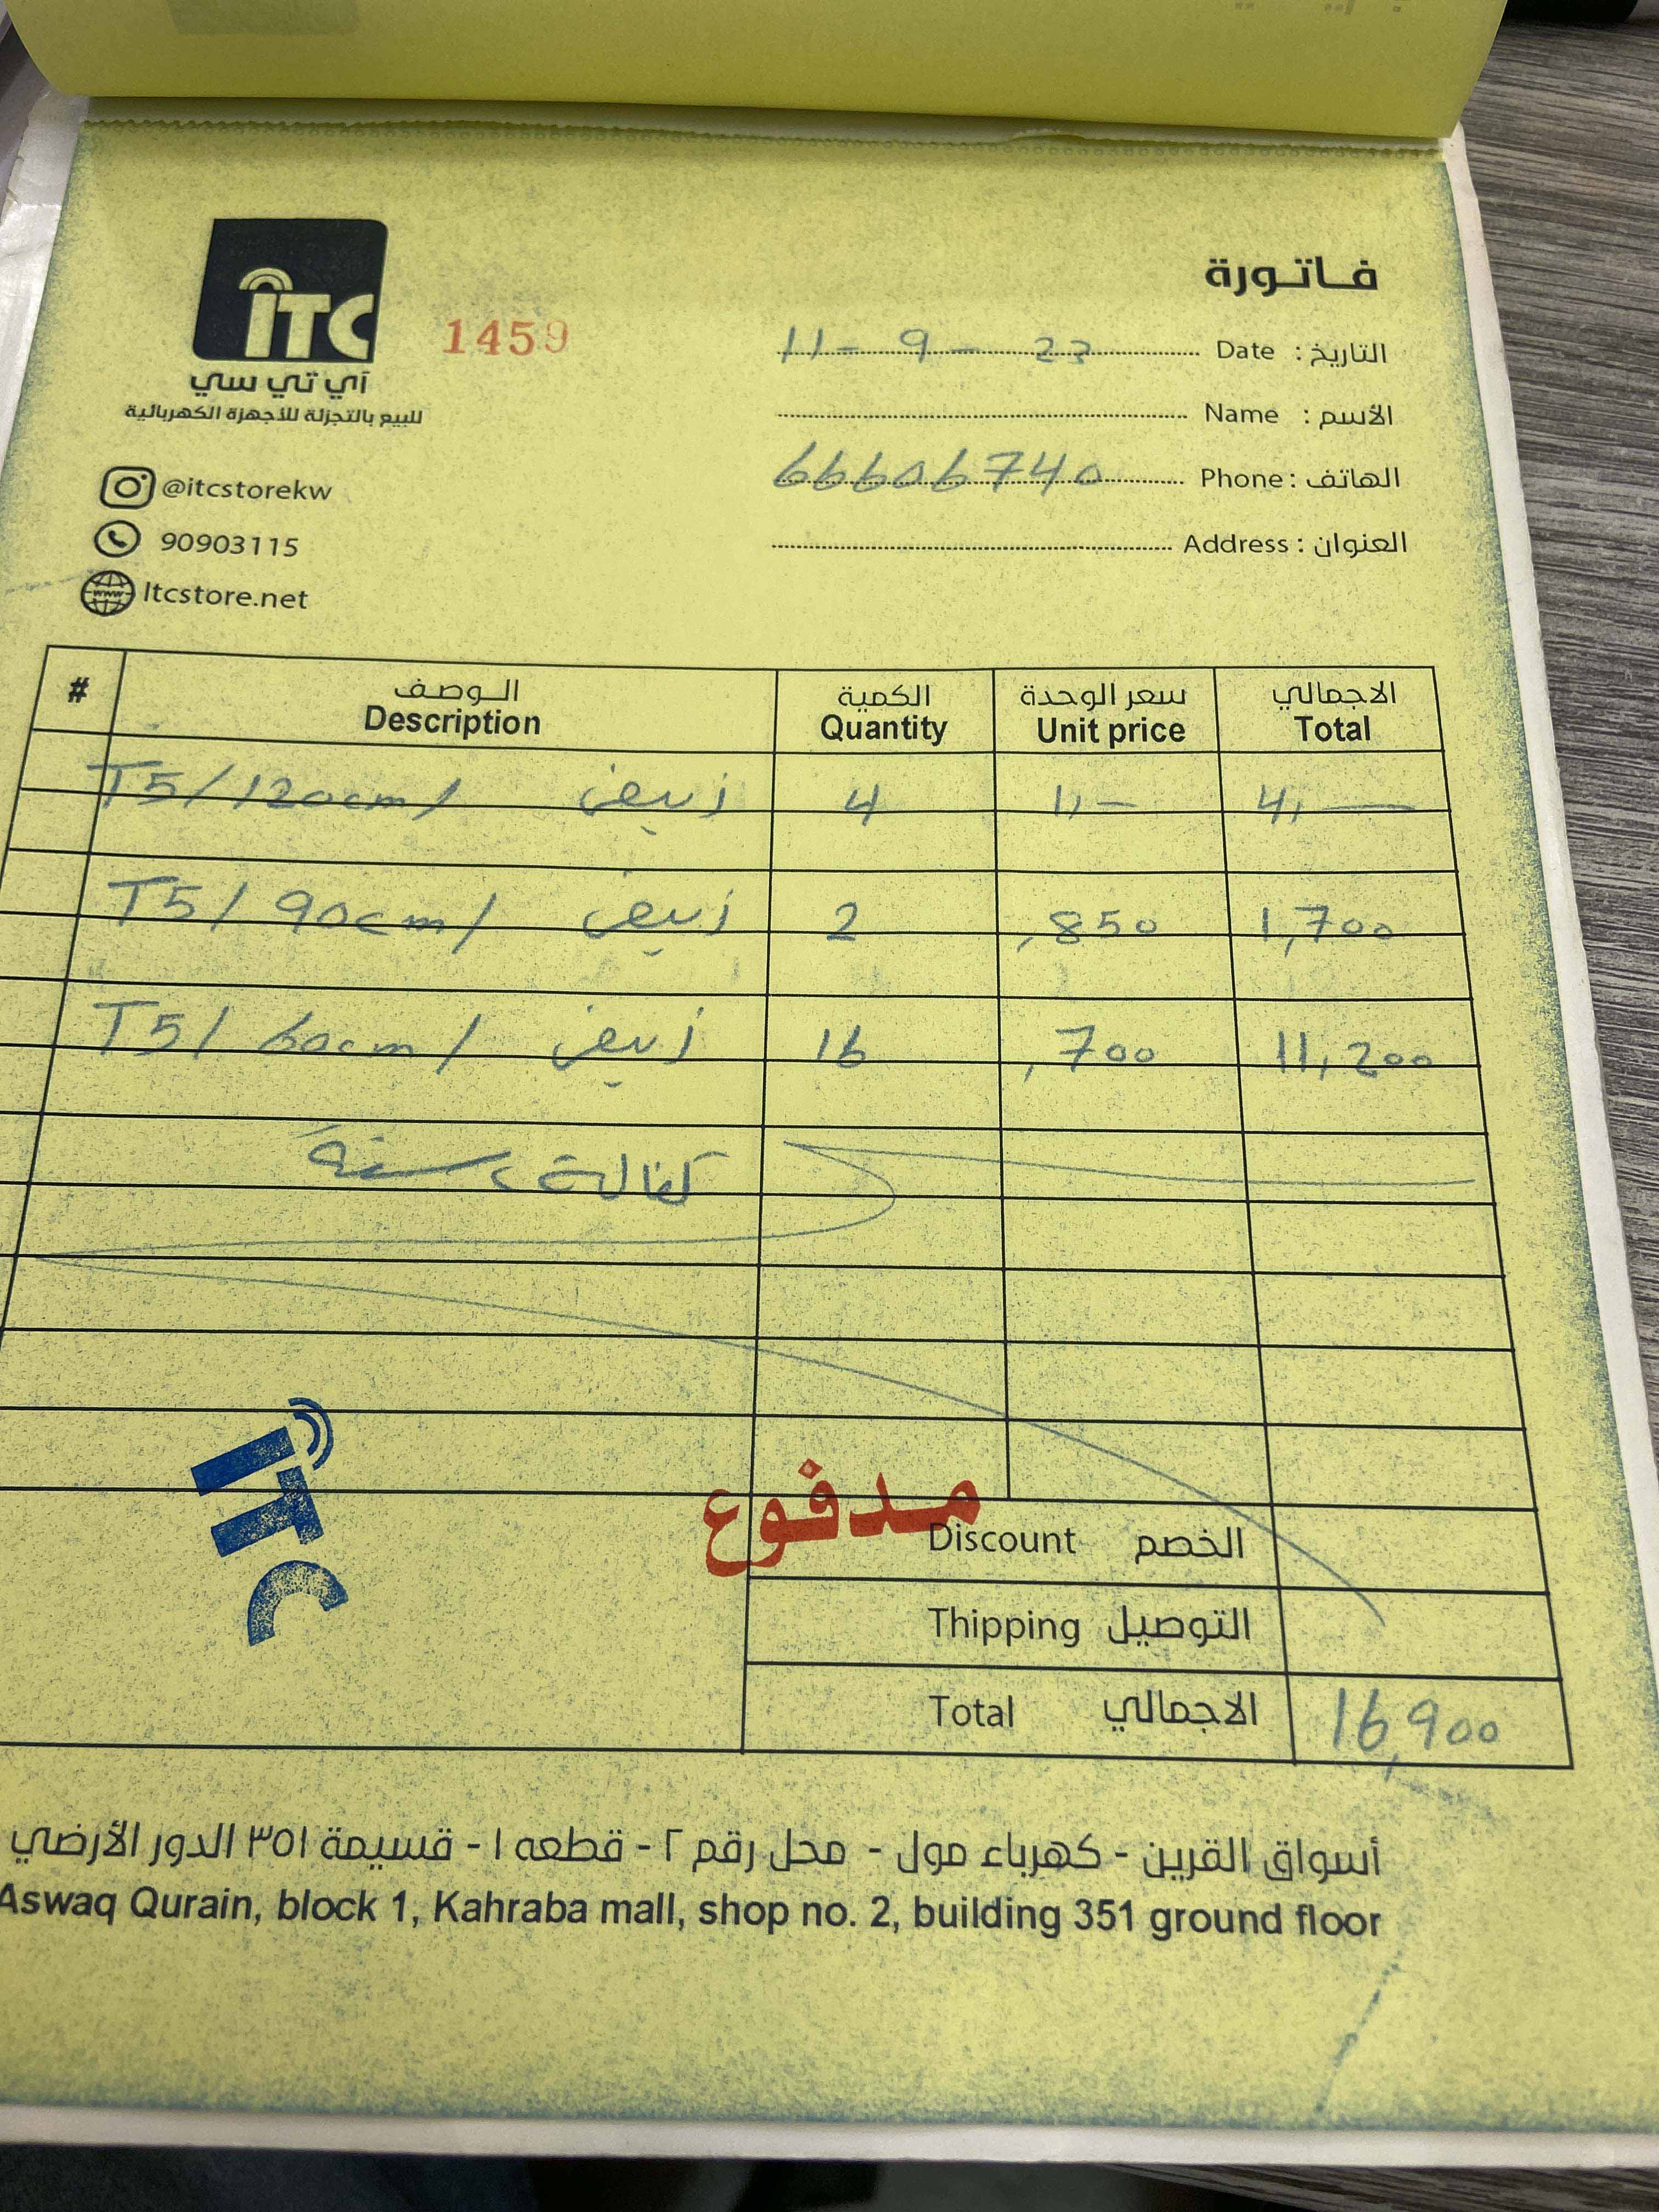 فاتورة
ITC
1459
آي تي سي
للبيع بالتجزئة للأجهزة الكهربائية
التاريخ : Date 11 - 9 - 23
الأسم : Name
الهاتف : Phone 66606740
العنوان : Address
@itcstorekw
90903115
Itcstore.net
# الوصف الكمية سعر الوحدة الاجمالي
Description Quantity Unit price Total
T5/120cm/ أبيض 4 1,- 4,—
T5/90cm/ أبيض 2 ,850 1,700
T5/60cm/ أبيض 16 ,700 11,200
كفالة سنة
ITC
مدفوع
Discount الخصم
Thipping التوصيل
Total الاجمالي 16,900
أسواق القرين - كهرباء مول - محل رقم ٢ - قطعه ١ - قسيمة ٣٥١ الدور الأرضي
Aswaq Qurain, block 1, Kahraba mall, shop no. 2, building 351 ground floor